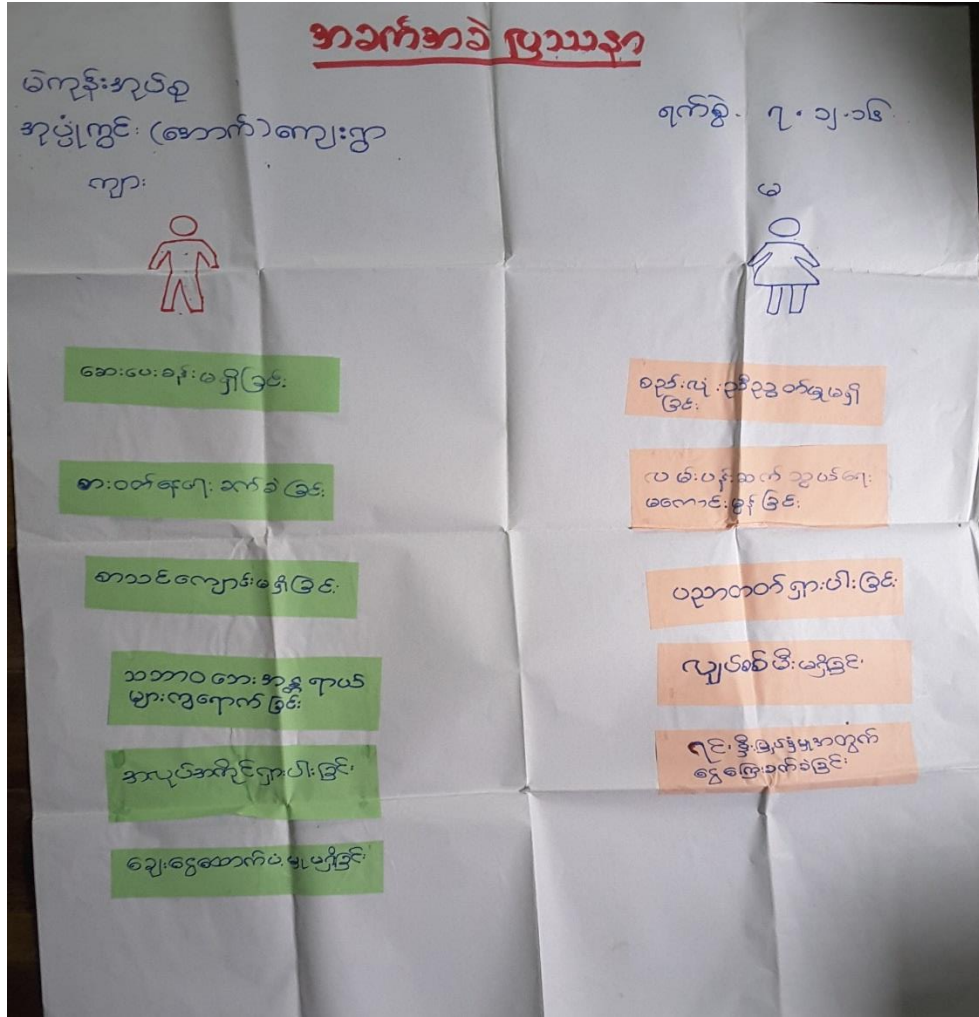 အခက်အခဲ ပြဿနာ
မဲကုန်းအုပ်စု
အုပ်ပုံကွင်း (အောက်) ကျေးရွာ
ရက်စွဲ. ၇.၁၂.၁၆
ကျား
မ
ဆေးပေးခန်းမရှိခြင်း
စားဝတ်နေရေး ခက်ခဲခြင်း
စာသင်ကျောင်းမရှိခြင်း
သဘာဝဘေးအန္တရာယ်
များကျရောက်ခြင်း
အလုပ်အကိုင်ရှားပါးခြင်း
ချေးငွေထောက်ပံ့မှုမရှိခြင်း
စည်းလုံးညီညွတ်မှုမရှိ
ခြင်း
လမ်းပန်းဆက်သွယ်ရေး
မကောင်းမွန်ခြင်း
ပညာတတ်ရှားပါးခြင်း
လျှပ်စစ်မီးမရှိခြင်း
ရင်းနှီးမြှုပ်နှံမှုအတွက်
ငွေကြေးခက်ခဲခြင်း